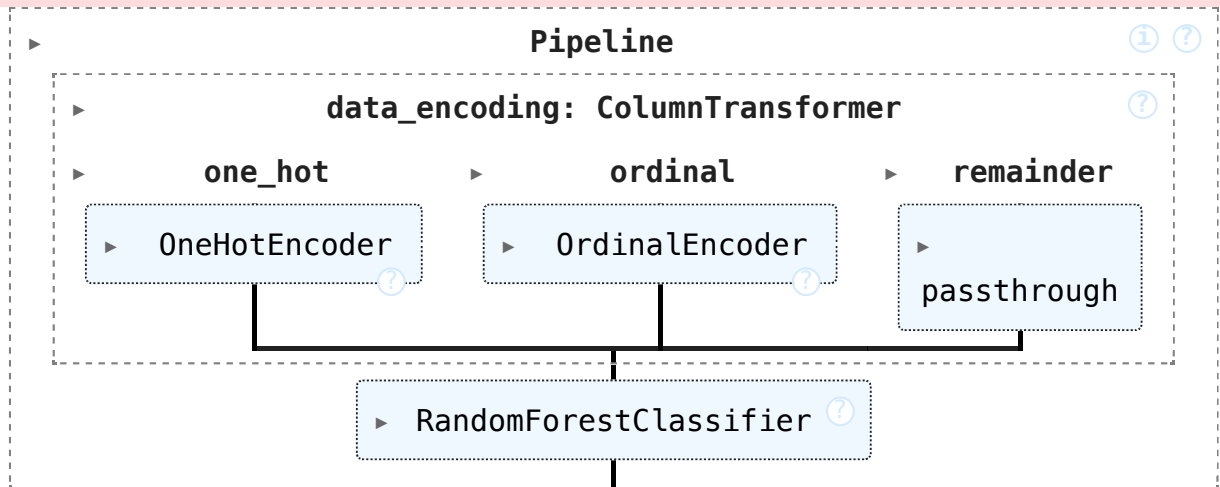 Pipeline i ?
data_encoding: ColumnTransformer ?
one_hot ordinal remainder
OneHotEncoder ? OrdinalEncoder ?
passthrough
RandomForestClassifier ?